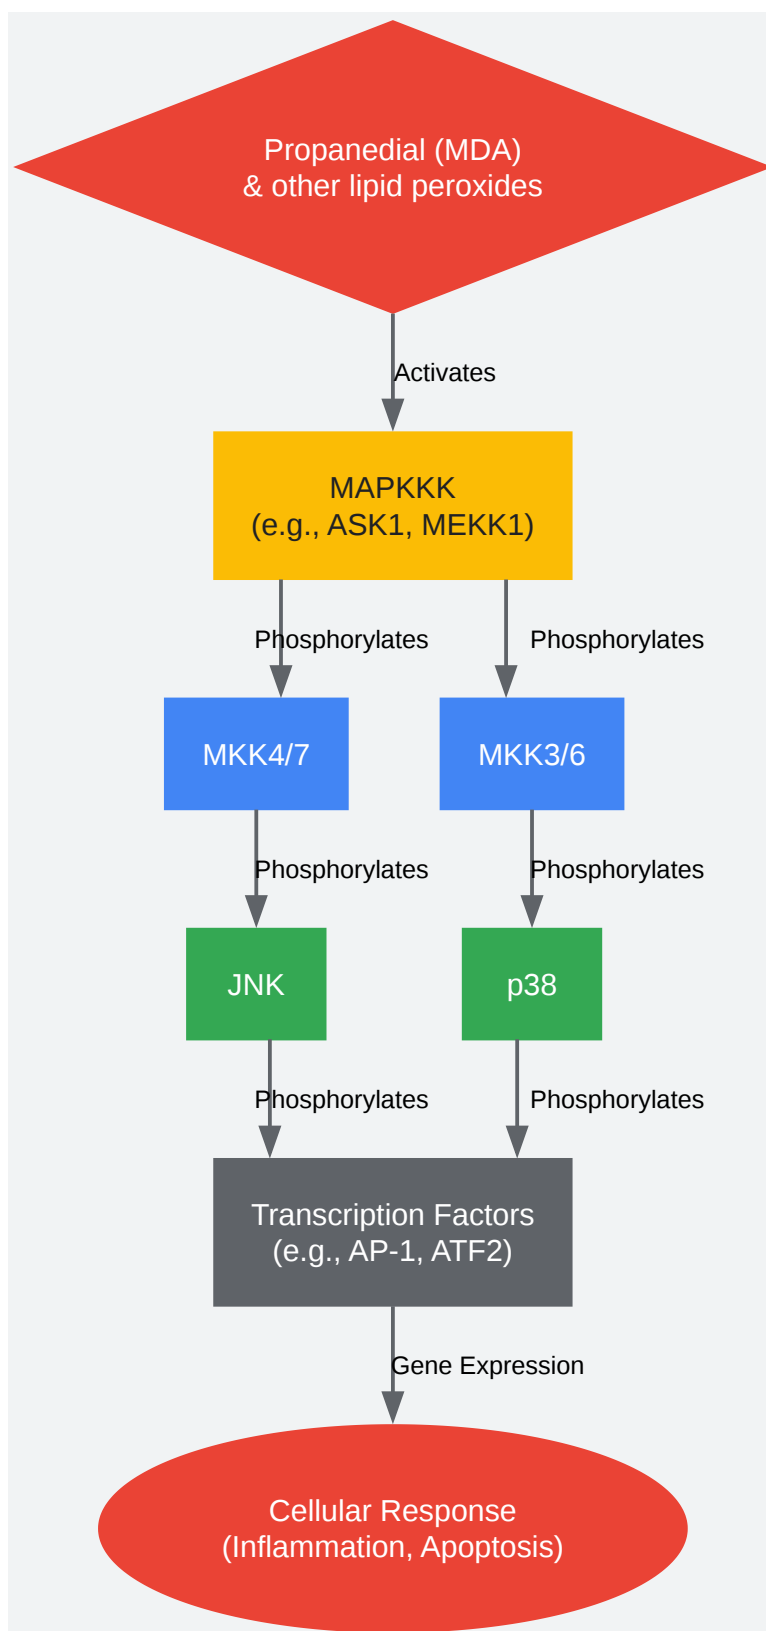 Propanedial (MDA)
& other lipid peroxides
Activates
MAPKKK
(e.g., ASK1, MEKK1)
Phosphorylates
Phosphorylates
MKK4/7
MKK3/6
Phosphorylates
Phosphorylates
JNK
p38
Phosphorylates
Phosphorylates
Transcription Factors
(e.g., AP-1, ATF2)
Gene Expression
Cellular Response
(Inflammation, Apoptosis)